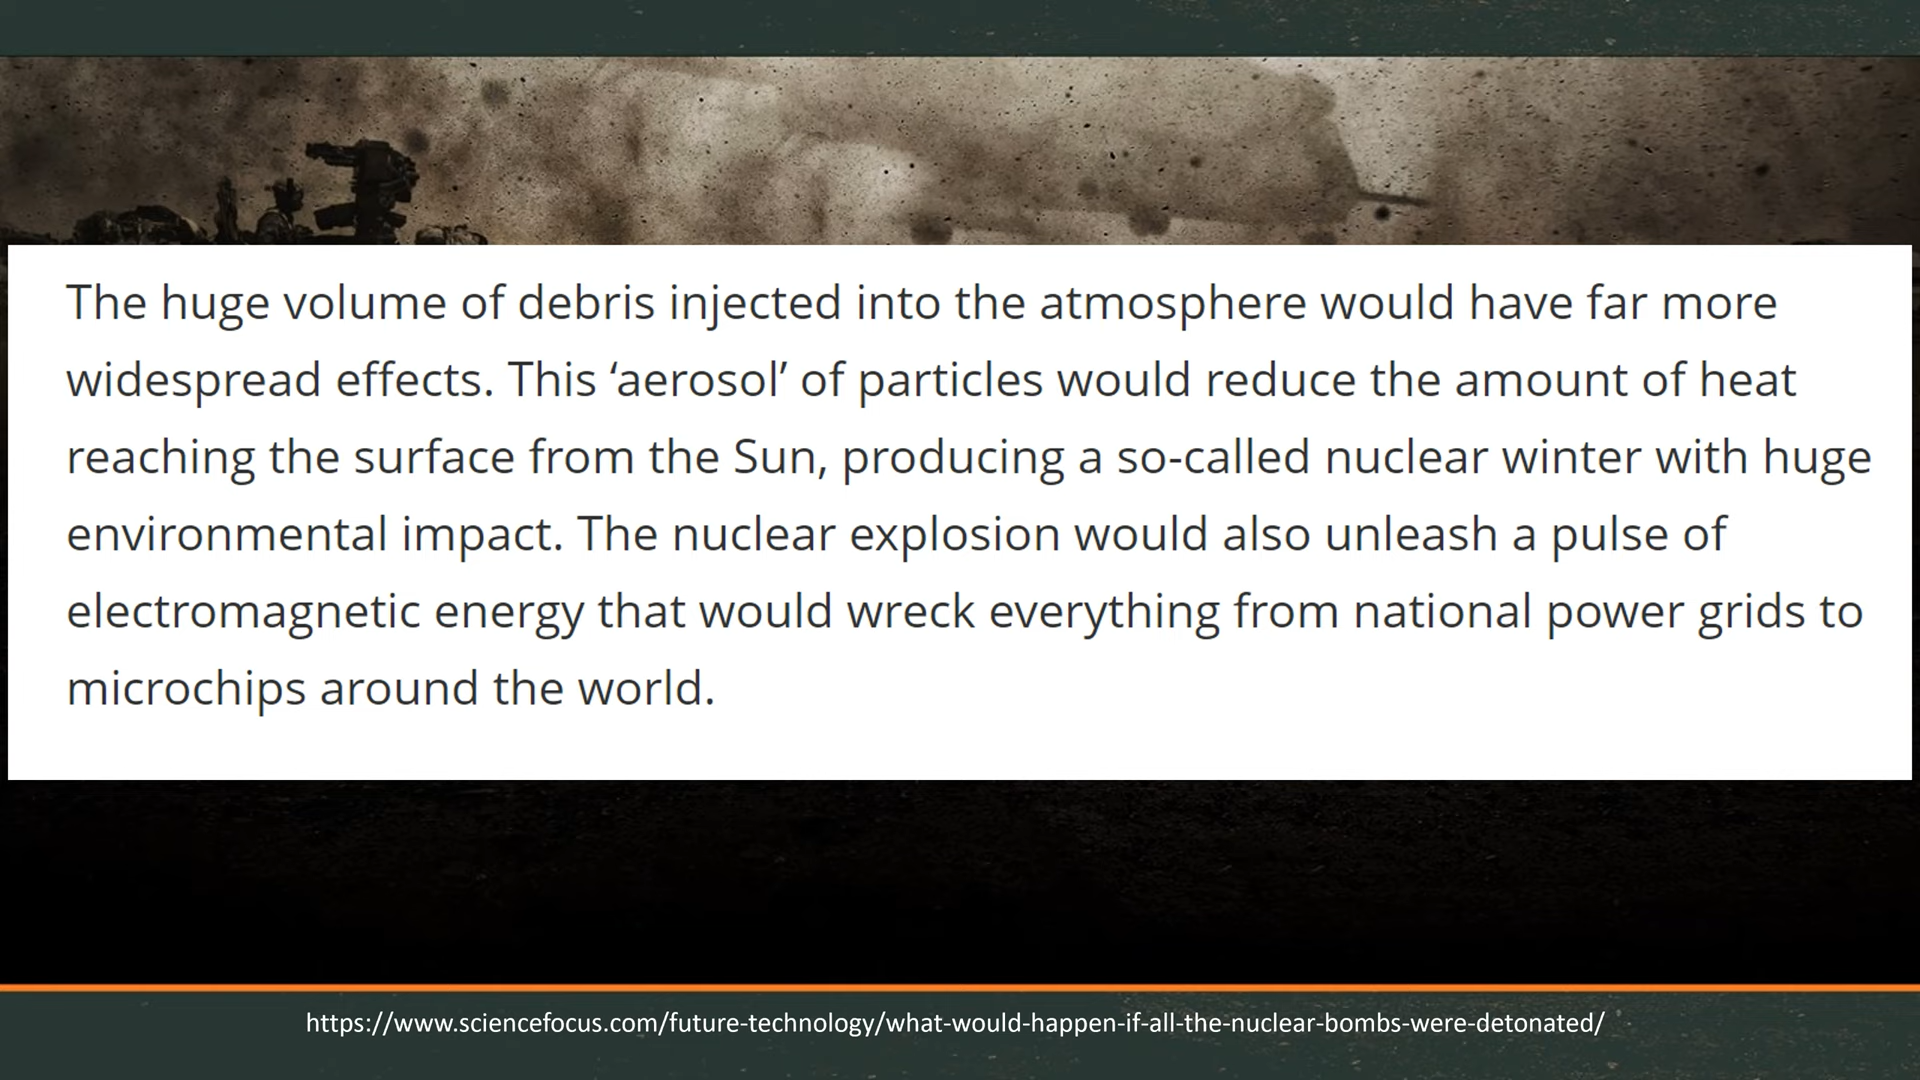 The huge volume of debris injected into the atmosphere would have far more
widespread effects. This ‘aerosol’ of particles would reduce the amount of heat
reaching the surface from the Sun, producing a so-called nuclear winter with huge
environmental impact. The nuclear explosion would also unleash a pulse of
electromagnetic energy that would wreck everything from national power grids to
microchips around the world.
https://www.sciencefocus.com/future-technology/what-would-happen-if-all-the-nuclear-bombs-were-detonated/